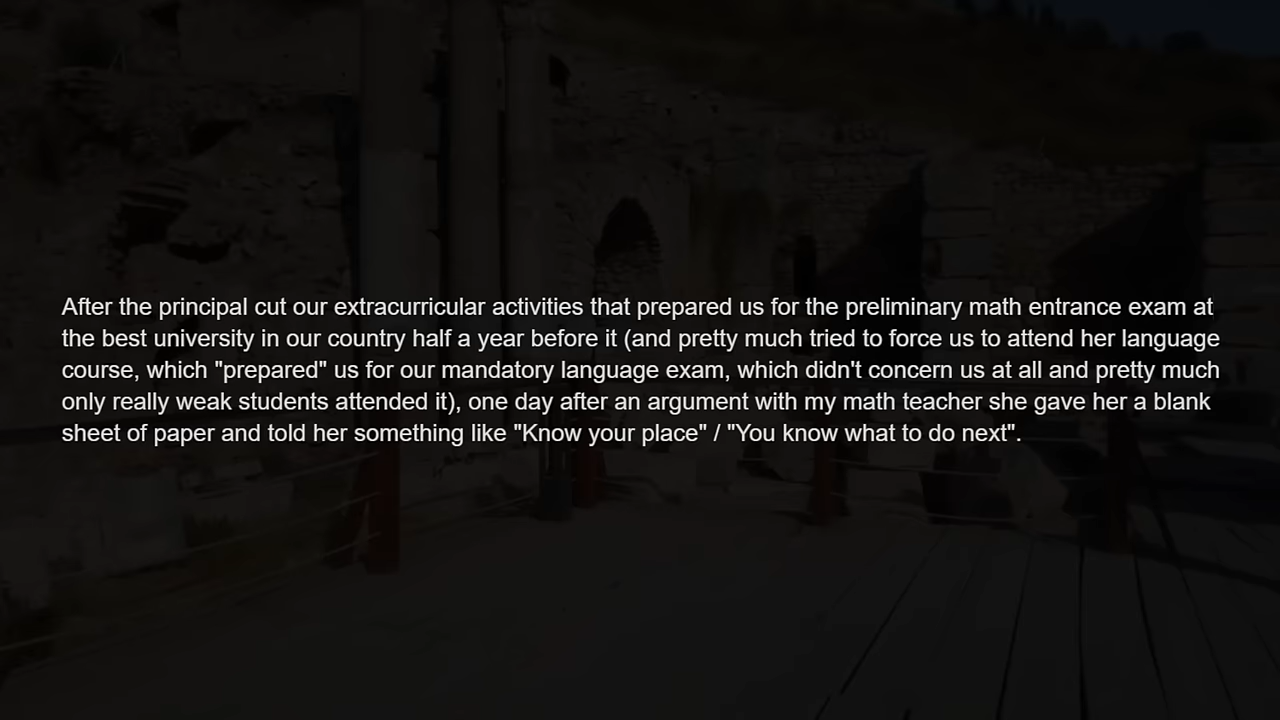 After the principal cut our extracurricular activities that prepared us for the preliminary math entrance exam at
the best university in our country half a year before it (and pretty much tried to force us to attend her language
course, which "prepared" us for our mandatory language exam, which didn't concern us at all and pretty much
only really weak students attended it), one day after an argument with my math teacher she gave her a blank
sheet of paper and told her something like "Know your place" / "You know what to do next".